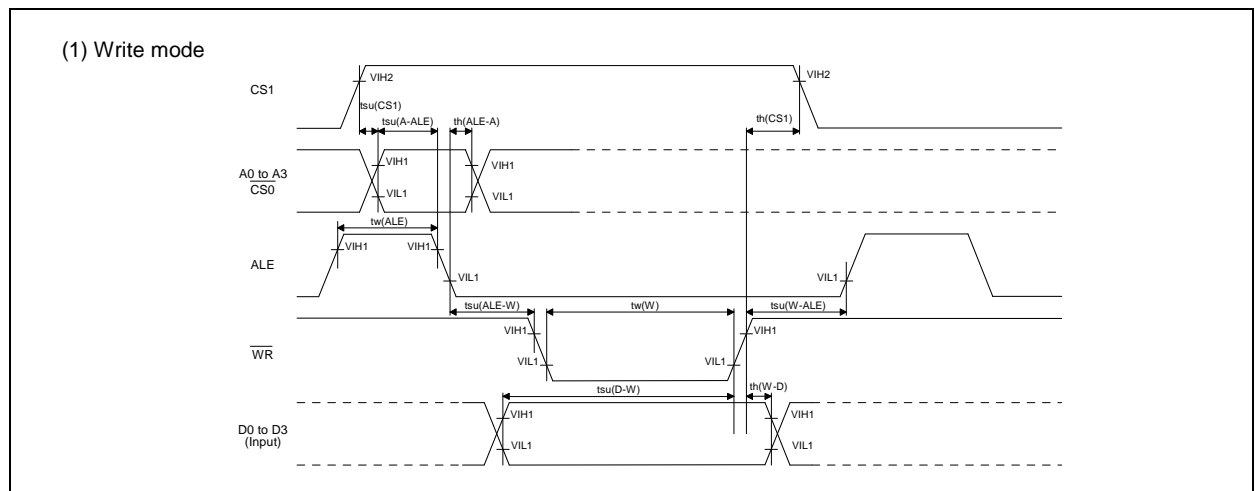 (1) Write mode
CS1
VIH2
VIH2
tsu(CS1)
tsu(A-ALE)
th(ALE-A)
th(CS1)
A0 to A3
CS0
VIH1
VIH1
VIL1
VIL1
tw(ALE)
ALE
VIH1
VIH1
VIL1
VIL1
tsu(ALE-W)
tw(W)
tsu(W-ALE)
WR
VIH1
VIH1
VIL1
VIL1
tsu(D-W)
th(W-D)
D0 to D3
(Input)
VIH1
VIH1
VIL1
VIL1